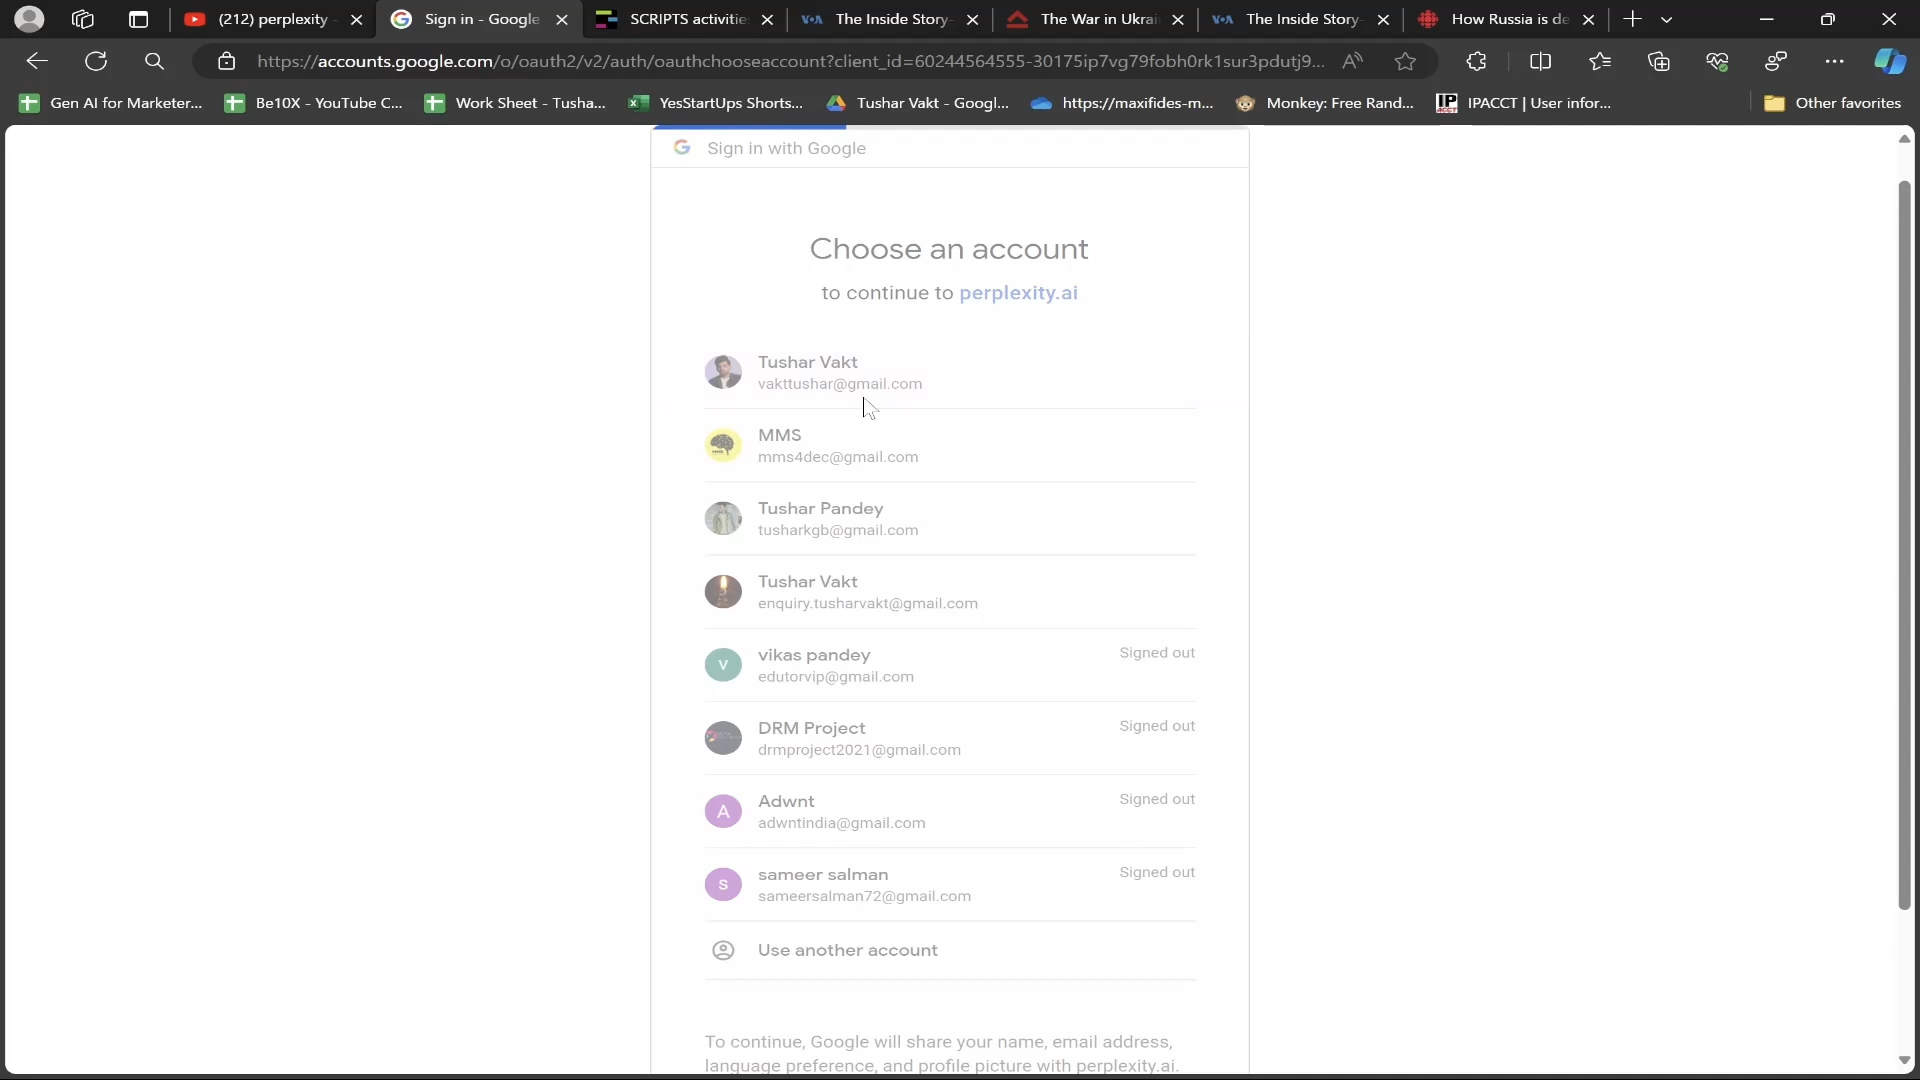 (212) perplexity
Sign in - Google
SCRIPTS activitie
VOA The Inside Story-
The War in Ukrai
VOA The Inside Story-
How Russia is de
https://accounts.google.com/o/oauth2/v2/auth/oauthchooseaccount?client_id=60244564555-30175ip7vg79fobh0rk1sur3pdutj9...
Gen AI for Marketer...
Be10X - YouTube C...
Work Sheet - Tusha...
YesStartUps Shorts...
Tushar Vakt - Googl...
https://maxifides-m...
Monkey: Free Rand...
IP ACCT IPACCT | User infor...
Other favorites
Sign in with Google
Choose an account
to continue to perplexity.ai
Tushar Vakt
vakttushar@gmail.com
MMS
mms4dec@gmail.com
Tushar Pandey
tusharkgb@gmail.com
Tushar Vakt
enquiry.tusharvakt@gmail.com
V vikas pandey Signed out
edutorvip@gmail.com
DRM Project Signed out
drmproject2021@gmail.com
A Adwnt Signed out
adwntindia@gmail.com
S sameer salman Signed out
sameersalman72@gmail.com
Use another account
To continue, Google will share your name, email address,
language preference, and profile picture with perplexity.ai.